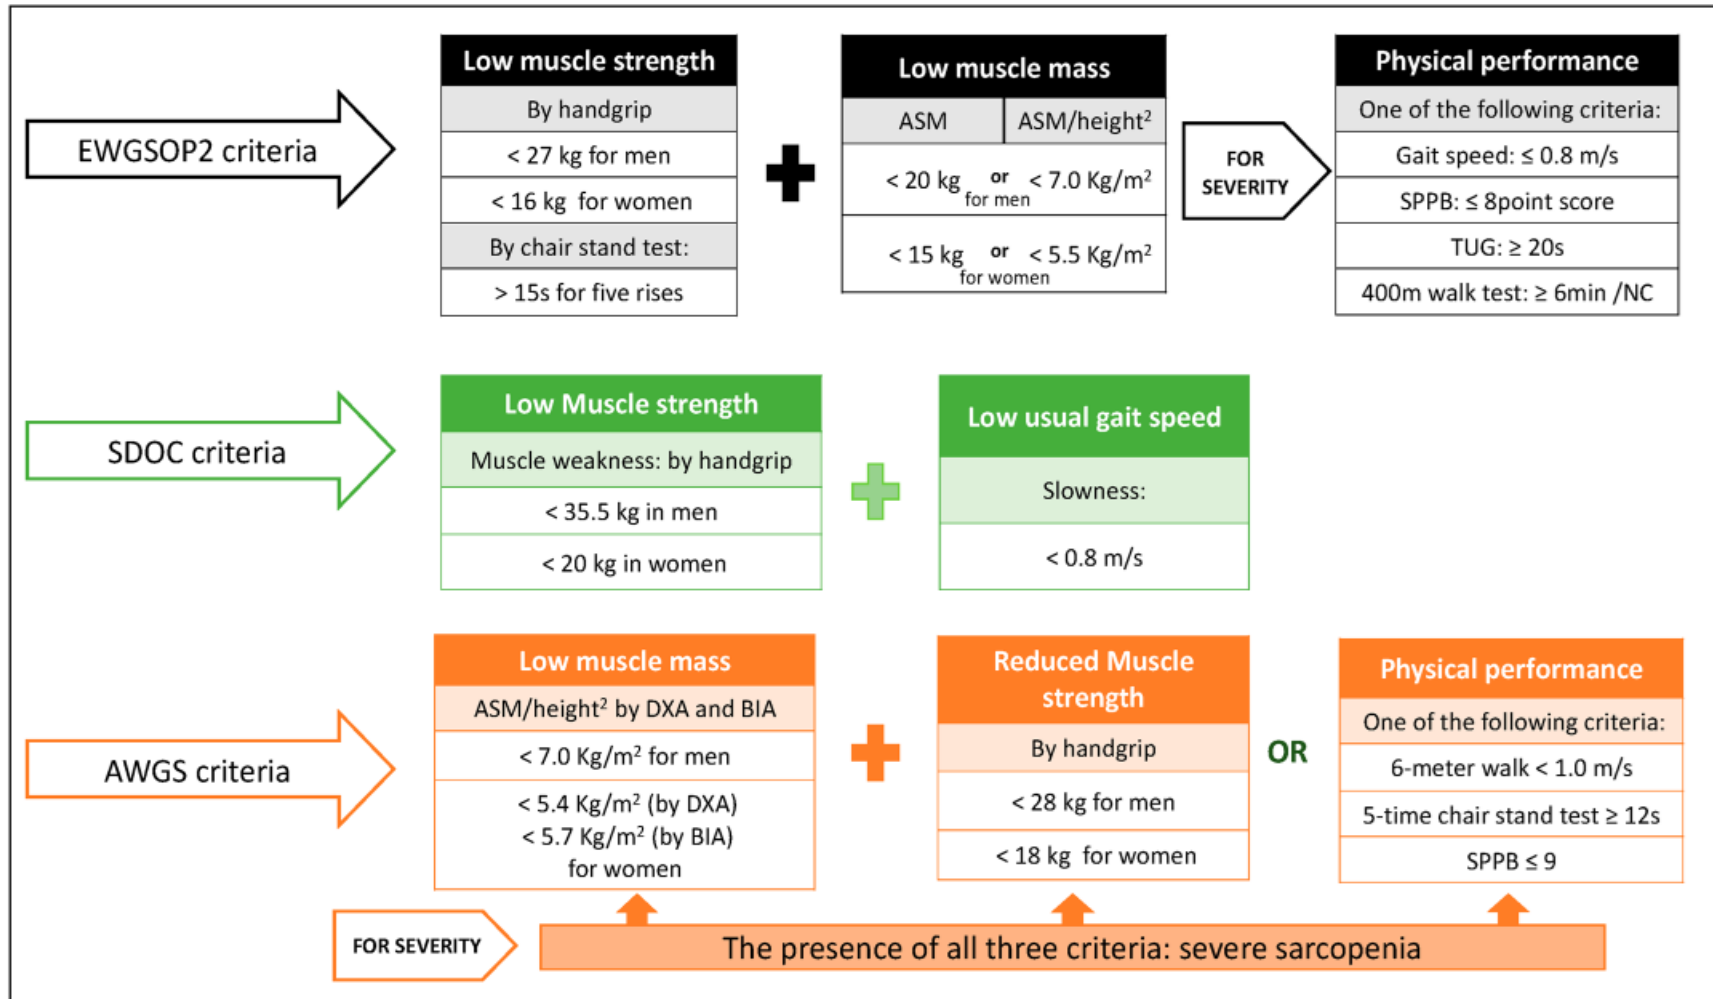 EWGSOP2 criteria
Low muscle strength
By handgrip
< 27 kg for men
< 16 kg for women
By chair stand test:
> 15s for five rises
Low muscle mass
ASM
ASM/height²
< 20 kg or < 7.0 Kg/m²
for men
< 15 kg or < 5.5 Kg/m²
for women
FOR
SEVERITY
Physical performance
One of the following criteria:
Gait speed: ≤ 0.8 m/s
SPPB: ≤ 8point score
TUG: ≥ 20s
400m walk test: ≥ 6min /NC
SDOC criteria
Low Muscle strength
Muscle weakness: by handgrip
< 35.5 kg in men
< 20 kg in women
Low usual gait speed
Slowness:
< 0.8 m/s
AWGS criteria
Low muscle mass
ASM/height² by DXA and BIA
< 7.0 Kg/m² for men
< 5.4 Kg/m² (by DXA)
< 5.7 Kg/m² (by BIA)
for women
Reduced Muscle
strength
By handgrip
< 28 kg for men
< 18 kg for women
OR
Physical performance
One of the following criteria:
6-meter walk < 1.0 m/s
5-time chair stand test ≥ 12s
SPPB ≤ 9
FOR SEVERITY
The presence of all three criteria: severe sarcopenia